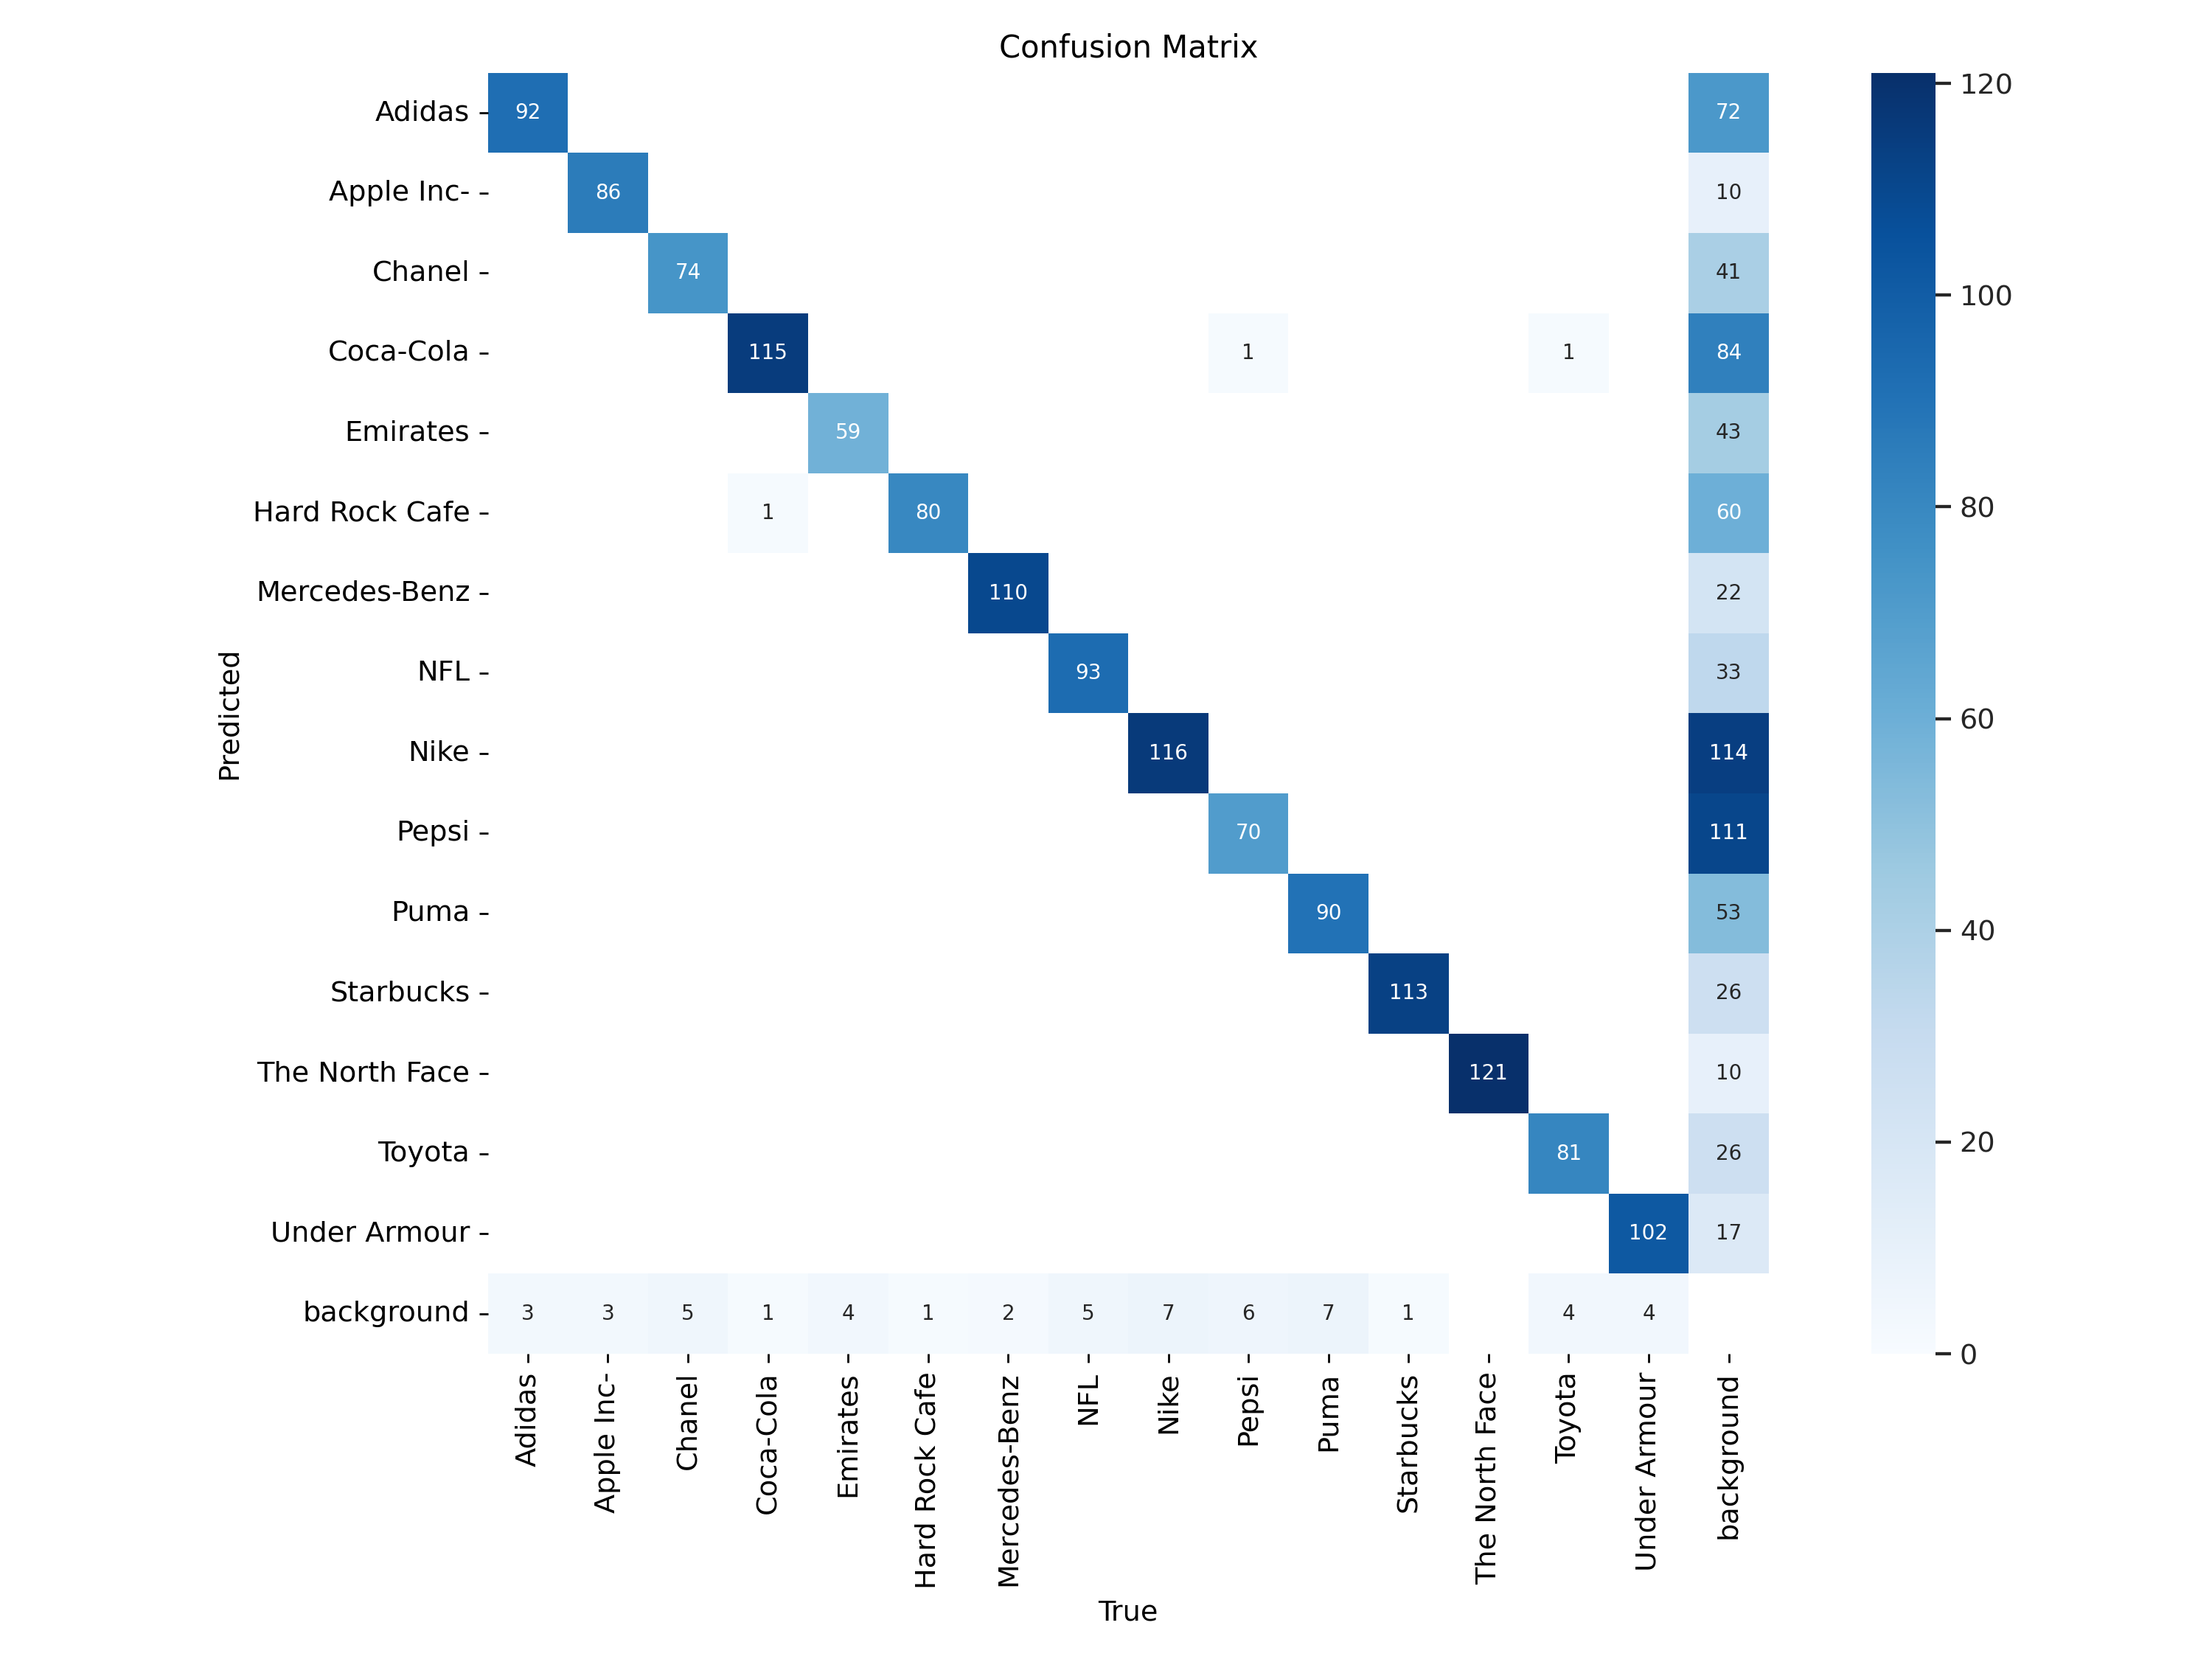 Confusion Matrix
Adidas 92 72
Apple Inc- 86 10
Chanel 74 41
Coca-Cola 115 1 1 84
Emirates 59 43
Hard Rock Cafe 1 80 60
Mercedes-Benz 110 22
NFL 93 33
Nike 116 114
Pepsi 70 111
Puma 90 53
Starbucks 113 26
The North Face 121 10
Toyota 81 26
Under Armour 102 17
background 3 3 5 1 4 1 2 5 7 6 7 1 4 4
Predicted
Adidas
Apple Inc-
Chanel
Coca-Cola
Emirates
Hard Rock Cafe
Mercedes-Benz
NFL
Nike
Pepsi
Puma
Starbucks
The North Face
Toyota
Under Armour
background
True
120
100
80
60
40
20
0